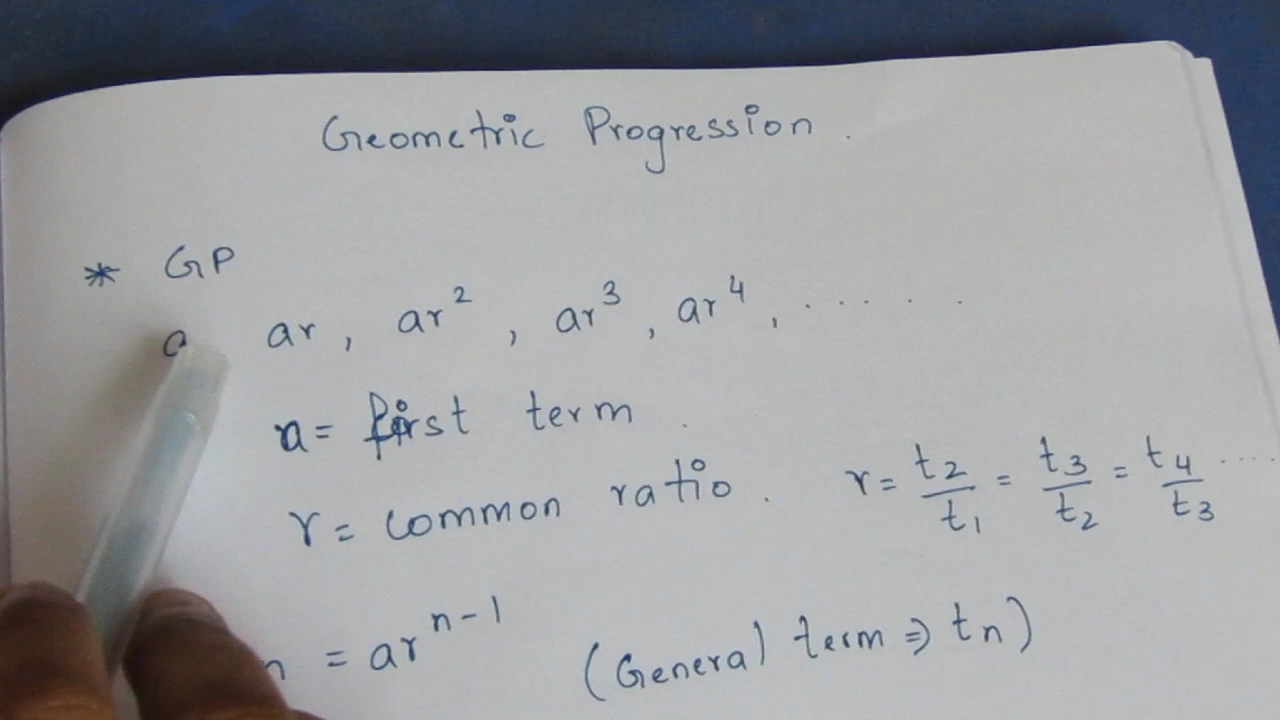 Geometric Progression.
* GP
a ar, ar², ar³, ar⁴, . . . . . .
a = first term.
r = common ratio. r = t₂/t₁ = t₃/t₂ = t₄/t₃ ....
n = arⁿ⁻¹ (General term ⇒ tₙ)